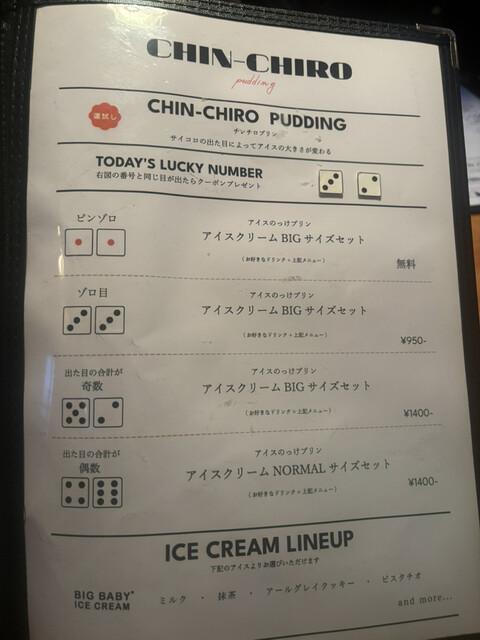 CHIN-CHIRO
pudding
運試し
CHIN-CHIRO PUDDING
チンチロプリン
サイコロの出た目によってアイスの大きさが変わる
TODAY'S LUCKY NUMBER
右図の番号と同じ目が出たらクーポンプレゼント
ピンゾロ
アイスのっけプリン
アイスクリーム BIG サイズセット
(お好きなドリンク+上記メニュー)
無料
ゾロ目
アイスのっけプリン
アイスクリーム BIG サイズセット
(お好きなドリンク+上記メニュー)
¥950-
出た目の合計が
奇数
アイスのっけプリン
アイスクリーム BIG サイズセット
(お好きなドリンク+上記メニュー)
¥1400-
出た目の合計が
偶数
アイスのっけプリン
アイスクリーム NORMAL サイズセット
(お好きなドリンク+上記メニュー)
¥1400-
ICE CREAM LINEUP
下記のアイスよりお選びいただけます
BIG BABY
ICE CREAM
ミルク ・ 抹茶 ・ アールグレイクッキー ・ ピスタチオ
and more...